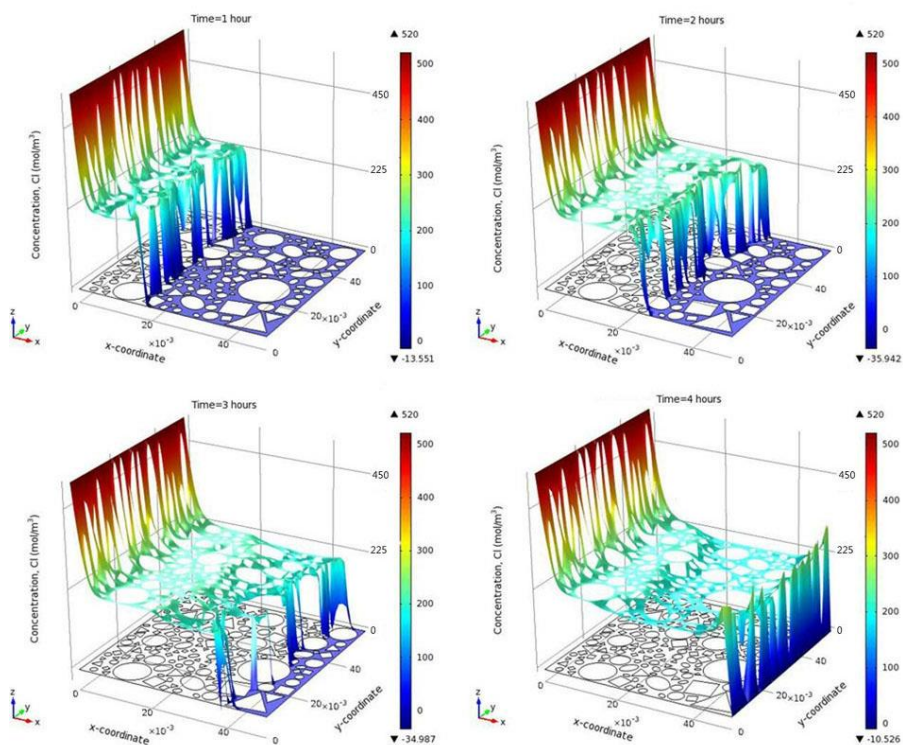 Time=1 hour
▲ 520
500
400
300
200
100
0
▼ -13.551
Concentration, Cl (mol/m³)
450
225
0
40
20×10⁻³
0
y-coordinate
0
20
×10⁻³
40
x-coordinate
z
y
x
Time=2 hours
▲ 520
500
400
300
200
100
0
▼ -35.942
Concentration, Cl (mol/m³)
450
225
0
40
20×10⁻³
0
y-coordinate
0
20
×10⁻³
40
x-coordinate
z
y
x
Time=3 hours
▲ 520
500
400
300
200
100
0
▼ -34.987
Concentration, Cl (mol/m³)
450
225
0
40
20×10⁻³
0
y-coordinate
0
20
×10⁻³
40
x-coordinate
z
y
x
Time=4 hours
▲ 520
500
400
300
200
100
0
▼ -10.526
Concentration, Cl (mol/m³)
450
225
0
40
20×10⁻³
0
y-coordinate
0
20
×10⁻³
40
x-coordinate
z
y
x